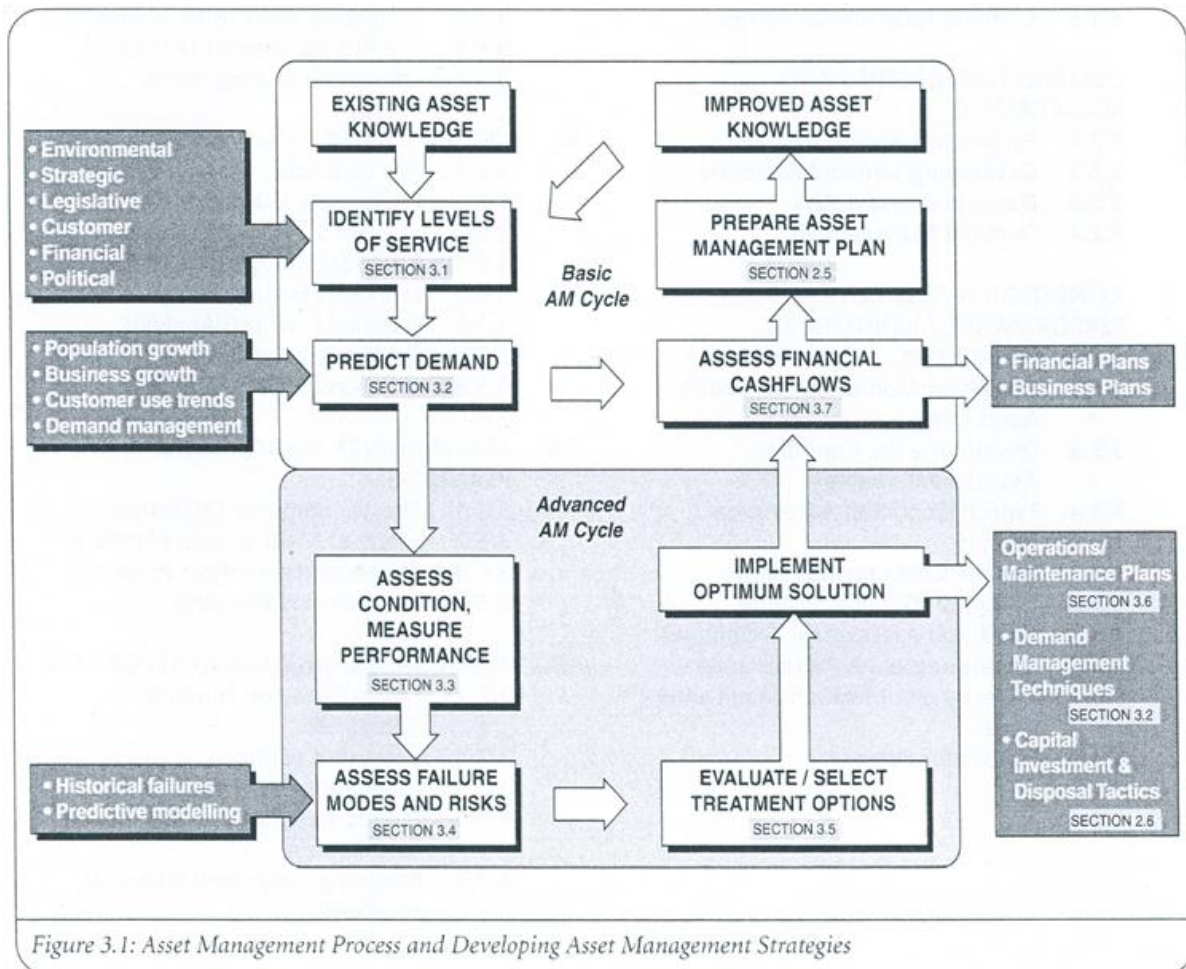 EXISTING ASSET
KNOWLEDGE
IMPROVED ASSET
KNOWLEDGE
• Environmental
• Strategic
• Legislative
• Customer
• Financial
• Political
IDENTIFY LEVELS
OF SERVICE
SECTION 3.1
PREPARE ASSET
MANAGEMENT PLAN
SECTION 2.5
Basic
AM Cycle
• Population growth
• Business growth
• Customer use trends
• Demand management
PREDICT DEMAND
SECTION 3.2
ASSESS FINANCIAL
CASHFLOWS
SECTION 3.7
• Financial Plans
• Business Plans
Advanced
AM Cycle
ASSESS
CONDITION,
MEASURE
PERFORMANCE
SECTION 3.3
IMPLEMENT
OPTIMUM SOLUTION
Operations/
Maintenance Plans
SECTION 3.6
• Demand
Management
Techniques
SECTION 3.2
• Capital
Investment &
Disposal Tactics
SECTION 2.6
• Historical failures
• Predictive modelling
ASSESS FAILURE
MODES AND RISKS
SECTION 3.4
EVALUATE / SELECT
TREATMENT OPTIONS
SECTION 3.5
Figure 3.1: Asset Management Process and Developing Asset Management Strategies